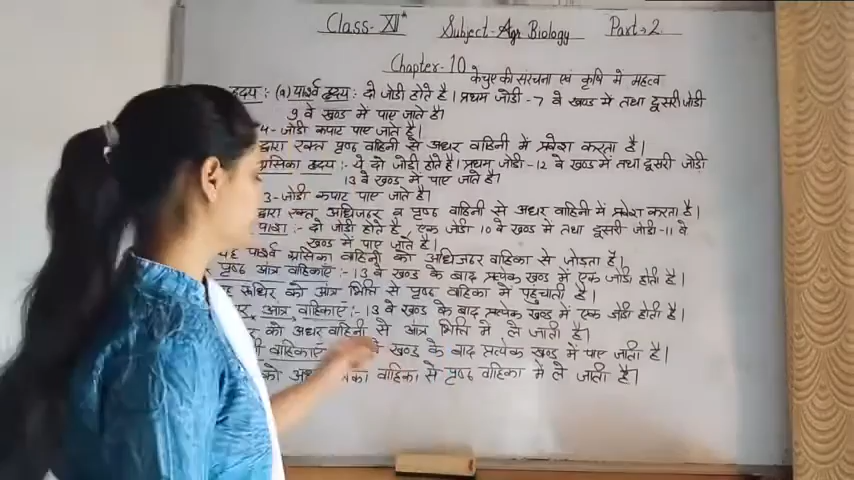 Class- XII Subject- Agr Biology Part-2
Chapter-10 केचुए की संरचना एवं कृषि में महत्व
हृदय :- (a) पार्श्व हृदय :- दो जोडी होते है। प्रथम जोडी - 7 वे खण्ड में तथा दूसरी जोडी
9 वे खण्ड में पाए जाते है।
4- जोडी कपाट पाए जाते है।
द्वारा रक्त पृष्ठ वाहिनी से अधर वाहिनी में प्रवेश करता है।
ग्रसिका हृदय :- ये दो जोडी होते है। प्रथम जोडी - 12 वे खण्ड में तथा दूसरी जोडी
13 वे खण्ड में पाए जाते है।
3- जोडी कपाट पाए जाते है।
द्वारा रक्त, अधिजठर व पृष्ठ वाहिनी से अधर वाहिनी में प्रवेश करता है।
पाश :- दो जोडी होते है, एक जोडी 10 वे खण्ड में तथा दूसरी जोडी - 11 वे
खण्ड में पाए जाते है।
यह पार्श्व ग्रसिका वाहिनी को अधिजठर वाहिका से जोडता है।
पृष्ठ आंत्र वाहिकाएं :- 13 वे खण्ड के बाद प्रत्येक खण्ड में एक जोडी होती है।
रूधिर को आंत्र भित्ति से पृष्ठ वाहिका में पहुंचाती है।
आंत्र वाहिकाएं :- 13 वे खण्ड के बाद प्रत्येक खण्ड में एक जोडी होती है।
को अधर वाहिनी से आंत्र भित्ति मे ले जाती है।
वाहिकाएं खण्ड के बाद प्रत्येक खण्ड में पाए जाती है।
को वाहिका से पृष्ठ वाहिका में ले जाती है।